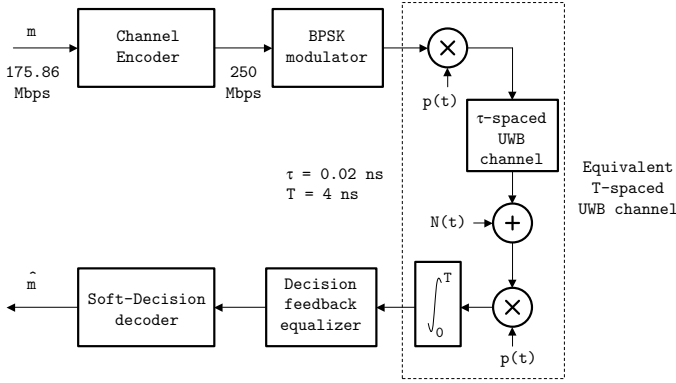 m
Channel
Encoder
BPSK
modulator
175.86
Mbps
250
Mbps
p(t)
τ-spaced
UWB
channel
τ = 0.02 ns
T = 4 ns
Equivalent
T-spaced
UWB channel
N(t)
m̂
Soft-Decision
decoder
Decision
feedback
equalizer
∫
T
0
p(t)